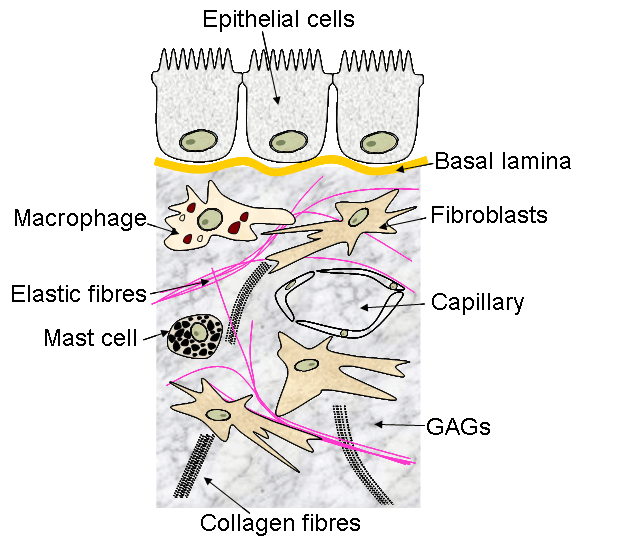 Epithelial cells
Basal lamina
Macrophage
Fibroblasts
Elastic fibres
Capillary
Mast cell
GAGs
Collagen fibres